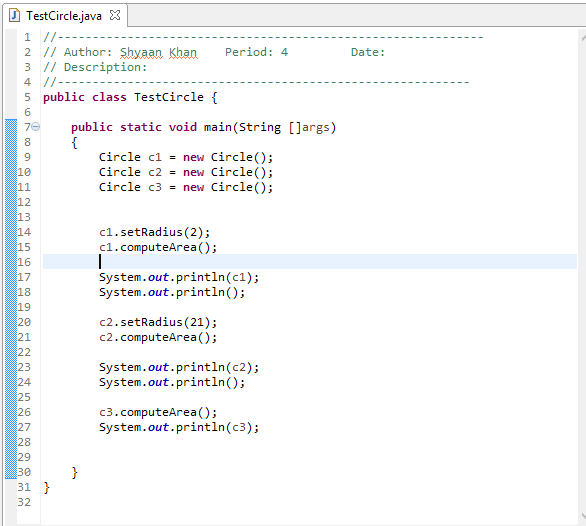 TestCircle.java
1 //-------------------------------------------------------------
2 // Author: Shyaan Khan    Period: 4         Date:
3 // Description:
4 //-----------------------------------------------------------
5 public class TestCircle {
6
7     public static void main(String []args)
8     {
9         Circle c1 = new Circle();
10         Circle c2 = new Circle();
11         Circle c3 = new Circle();
12
13
14         c1.setRadius(2);
15         c1.computeArea();
16
17         System.out.println(c1);
18         System.out.println();
19
20         c2.setRadius(21);
21         c2.computeArea();
22
23         System.out.println(c2);
24         System.out.println();
25
26         c3.computeArea();
27         System.out.println(c3);
28
29
30     }
31 }
32